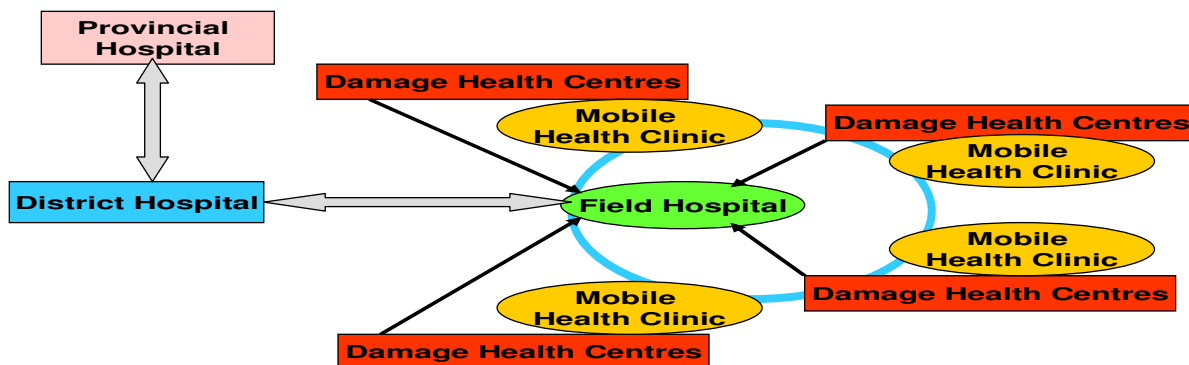 Provincial
Hospital
Damage Health Centres
Mobile
Health Clinic
Damage Health Centres
Mobile
Health Clinic
District Hospital
Field Hospital
Mobile
Health Clinic
Damage Health Centres
Mobile
Health Clinic
Damage Health Centres